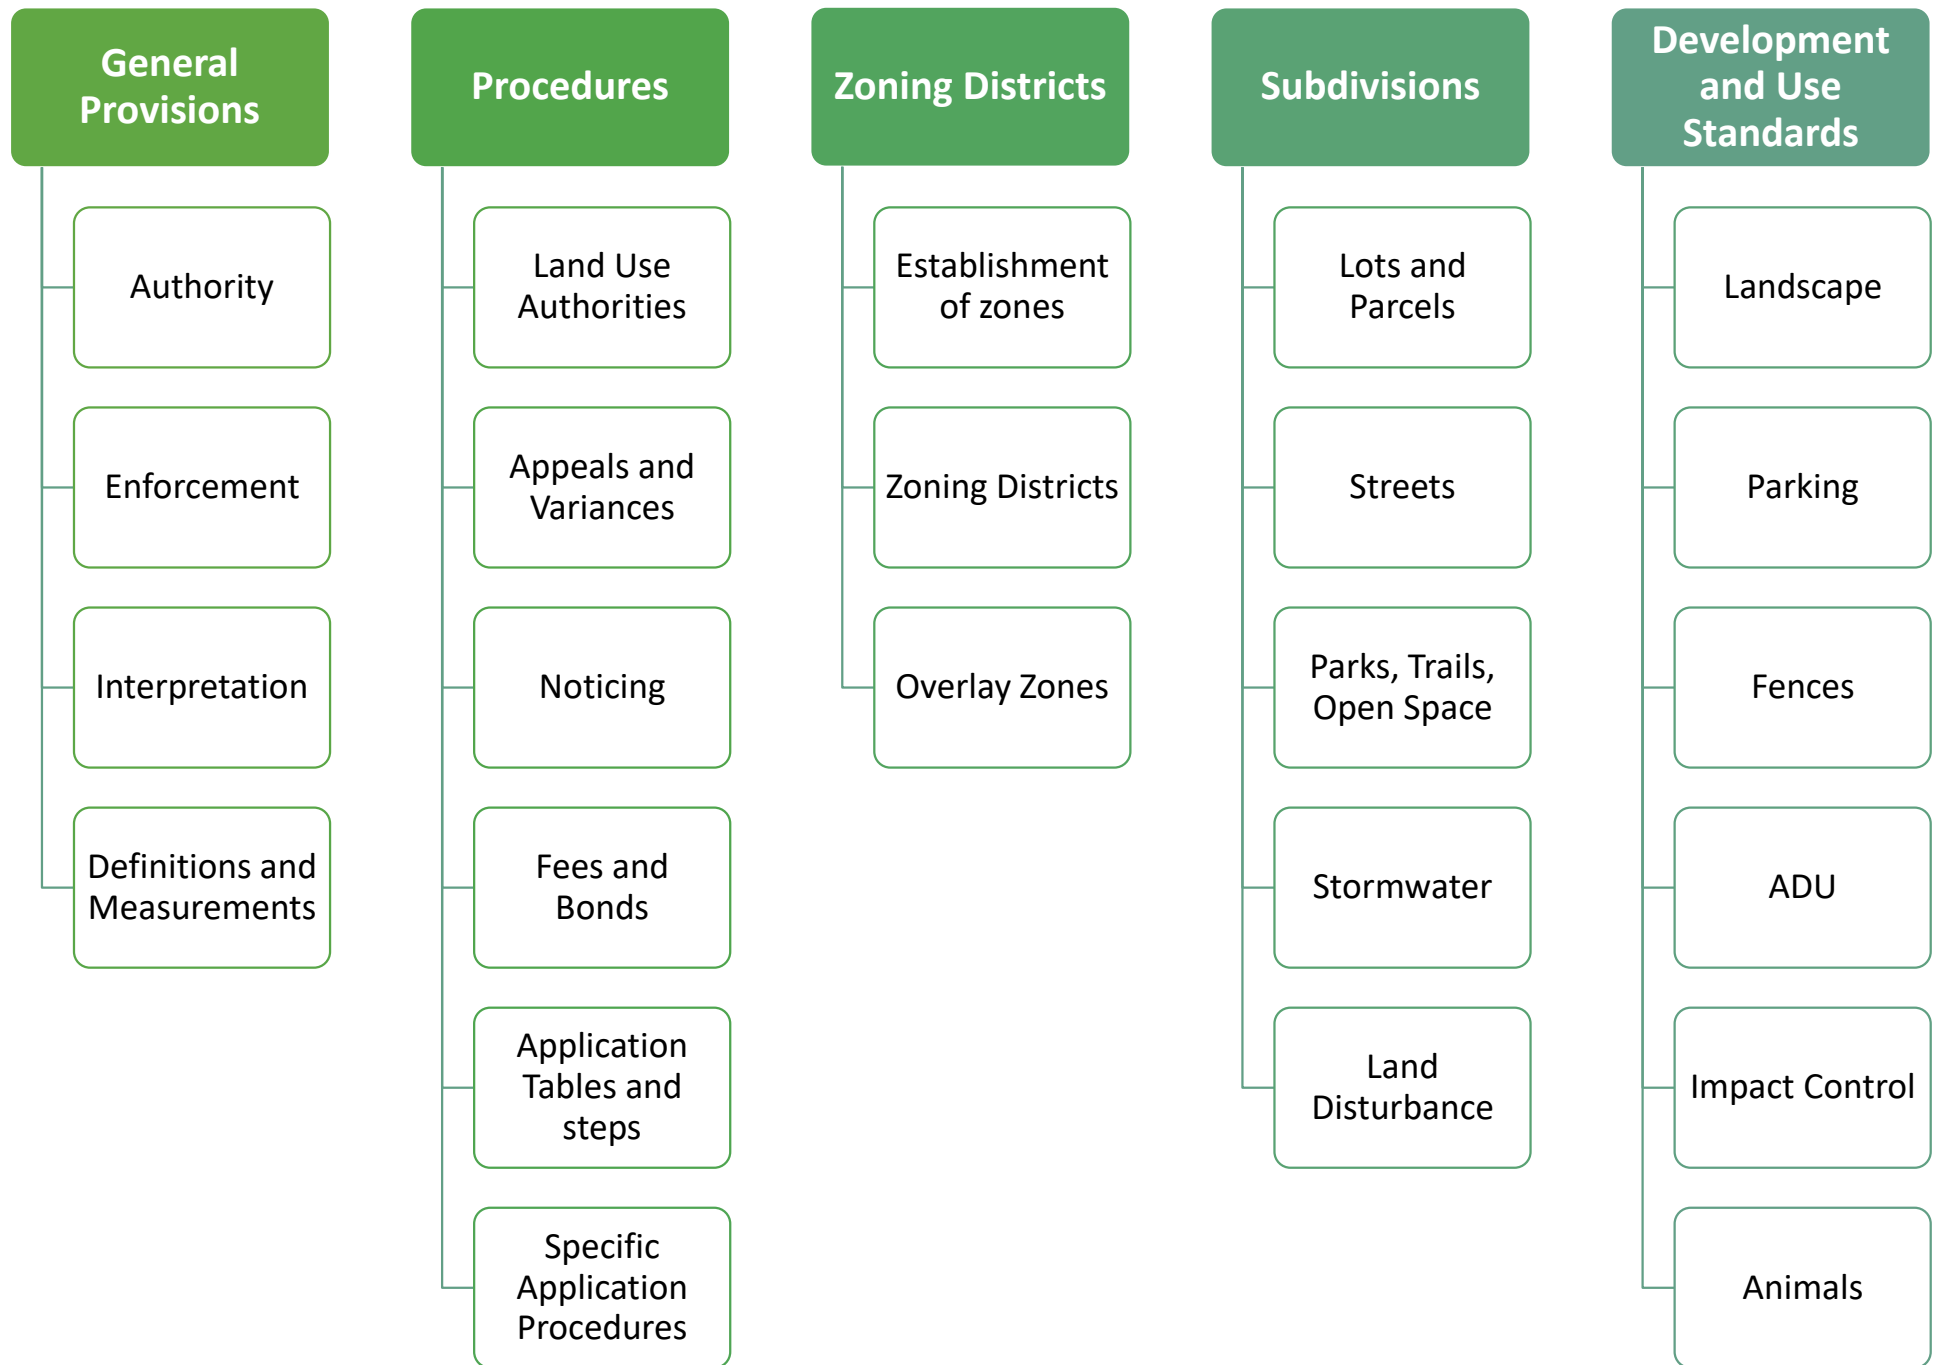 General
Provisions
Authority
Enforcement
Interpretation
Definitions and
Measurements
Procedures
Land Use
Authorities
Appeals and
Variances
Noticing
Fees and
Bonds
Application
Tables and
steps
Specific
Application
Procedures
Zoning Districts
Establishment
of zones
Zoning Districts
Overlay Zones
Subdivisions
Lots and
Parcels
Streets
Parks, Trails,
Open Space
Stormwater
Land
Disturbance
Development
and Use
Standards
Landscape
Parking
Fences
ADU
Impact Control
Animals